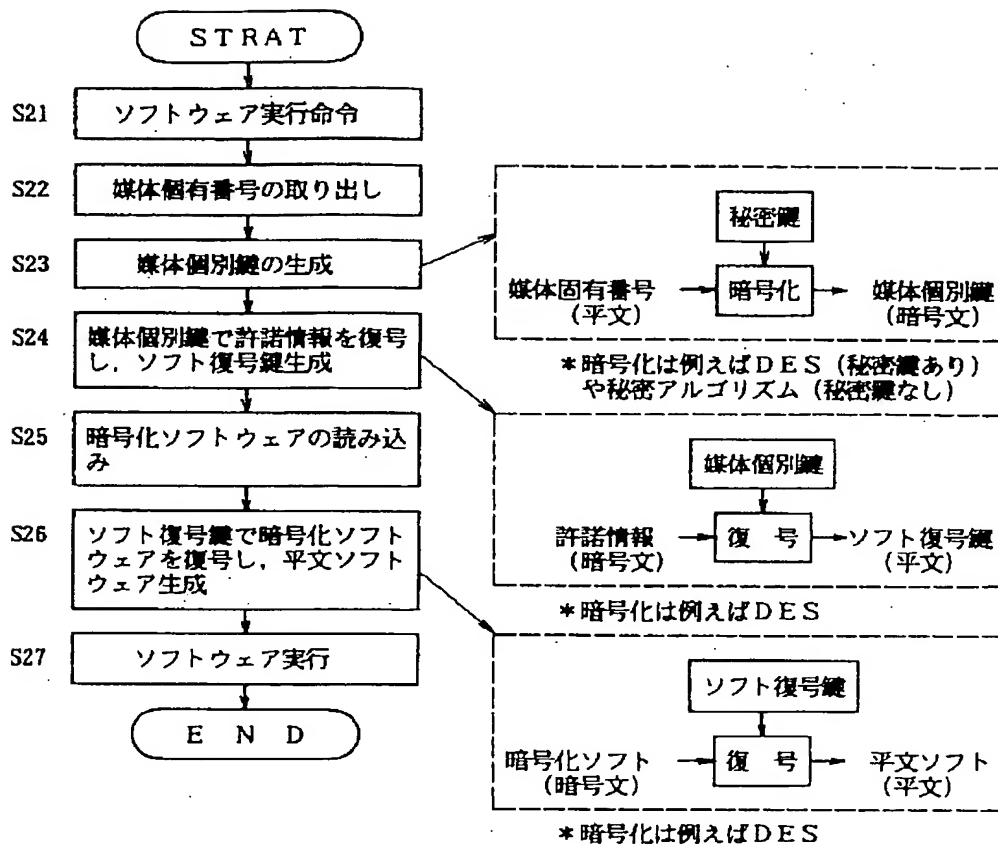 STRAT
S21 ソフトウェア実行命令
S22 媒体個有番号の取り出し
S23 媒体個別鍵の生成
S24 媒体個別鍵で許諾情報を復号
し，ソフト復号鍵生成
S25 暗号化ソフトウェアの読み込
み
S26 ソフト復号鍵で暗号化ソフト
ウェアを復号し，平文ソフト
ウェア生成
S27 ソフトウェア実行
END
秘密鍵
媒体固有番号 暗号化 媒体個別鍵
(平文) (暗号文)
*暗号化は例えばDES（秘密鍵あり）
や秘密アルゴリズム（秘密鍵なし）
媒体個別鍵
許諾情報 復号 ソフト復号鍵
(暗号文) (平文)
*暗号化は例えばDES
ソフト復号鍵
暗号化ソフト 復号 平文ソフト
(暗号文) (平文)
*暗号化は例えばDES